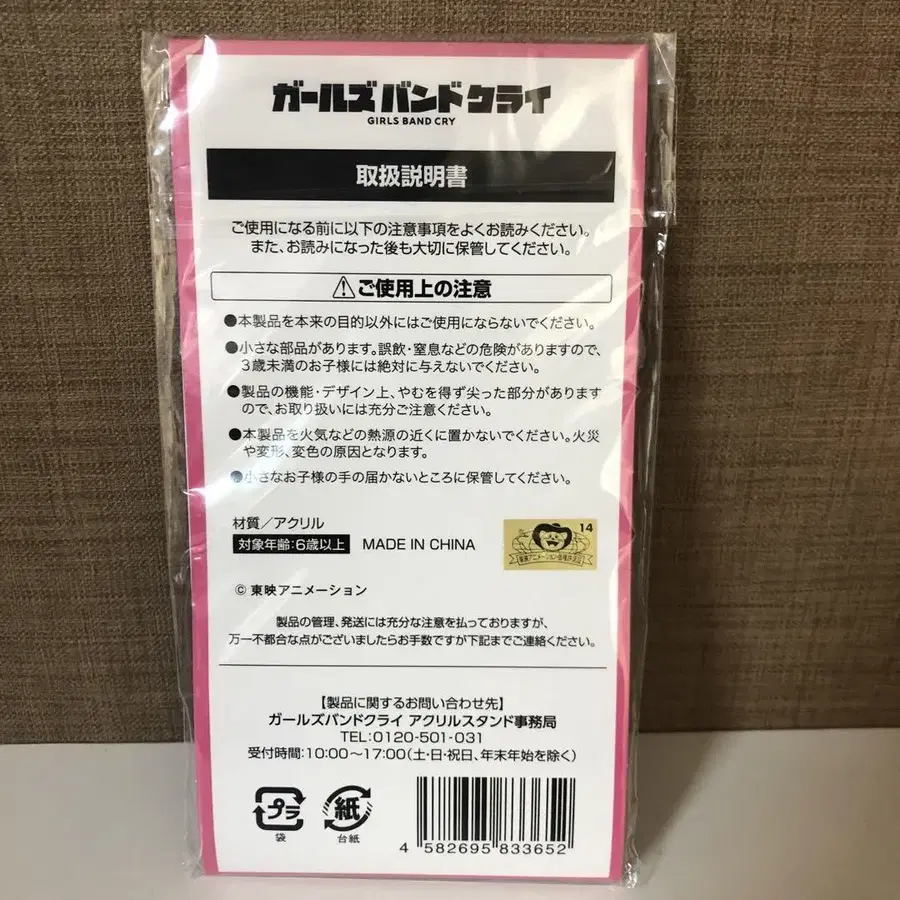 ガールズバンドクライ
GIRLS BAND CRY
取扱説明書
ご使用になる前に以下の注意事項をよくお読みください。
また、お読みになった後も大切に保管してください。
⚠ご使用上の注意
●本製品を本来の目的以外にはご使用にならないでください。
●小さな部品があります。誤飲・窒息などの危険がありますので、
3歳未満のお子様には絶対に与えないでください。
●製品の機能・デザイン上、やむを得ず尖った部分があります
ので、お取り扱いには充分ご注意ください。
●本製品を火気などの熱源の近くに置かないでください。火災
や変形、変色の原因となります。
●小さなお子様の手の届かないところに保管してください。
材質/アクリル
対象年齢:6歳以上 MADE IN CHINA
14
© 東映アニメーション
製品の管理、発送には充分な注意を払っておりますが、
万一不都合な点がございましたらお手数ですが下記までご連絡ください。
【製品に関するお問い合わせ先】
ガールズバンドクライ アクリルスタンド事務局
TEL:0120-501-031
受付時間:10:00～17:00(土・日・祝日、年末年始を除く)
プラ
袋
紙
台紙
4 582695 833652